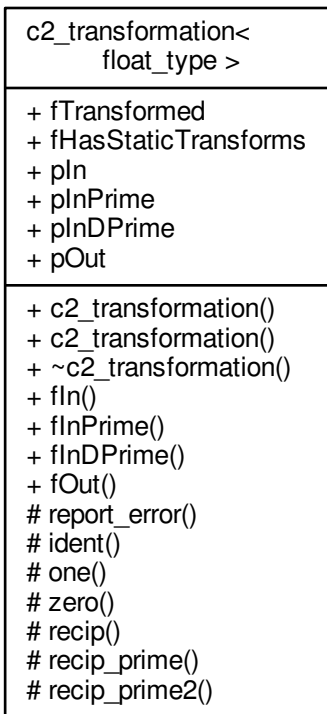 c2_transformation<
float_type >
+ fTransformed
+ fHasStaticTransforms
+ pIn
+ pInPrime
+ pInDPrime
+ pOut
+ c2_transformation()
+ c2_transformation()
+ ~c2_transformation()
+ fIn()
+ fInPrime()
+ fInDPrime()
+ fOut()
# report_error()
# ident()
# one()
# zero()
# recip()
# recip_prime()
# recip_prime2()